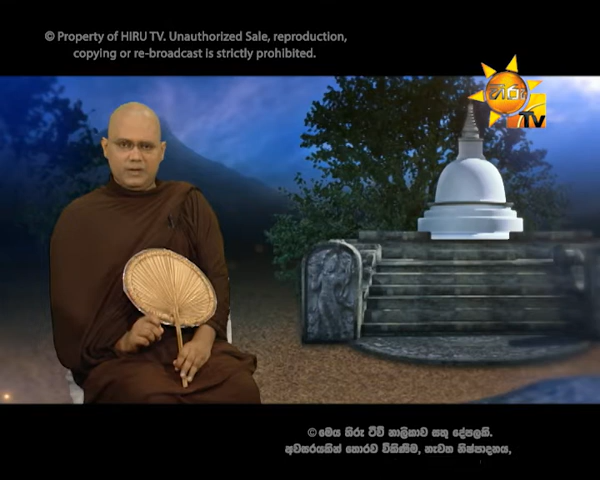 © Property of HIRU TV. Unauthorized Sale, reproduction,
copying or re-broadcast is strictly prohibited.
හිරු
TV
© මෙය හිරු ටීවී නාලිකාව සතු දේපලකි.
අවසරයකින් තොරව විකිණීම, නැවත නිෂ්පාදනය,